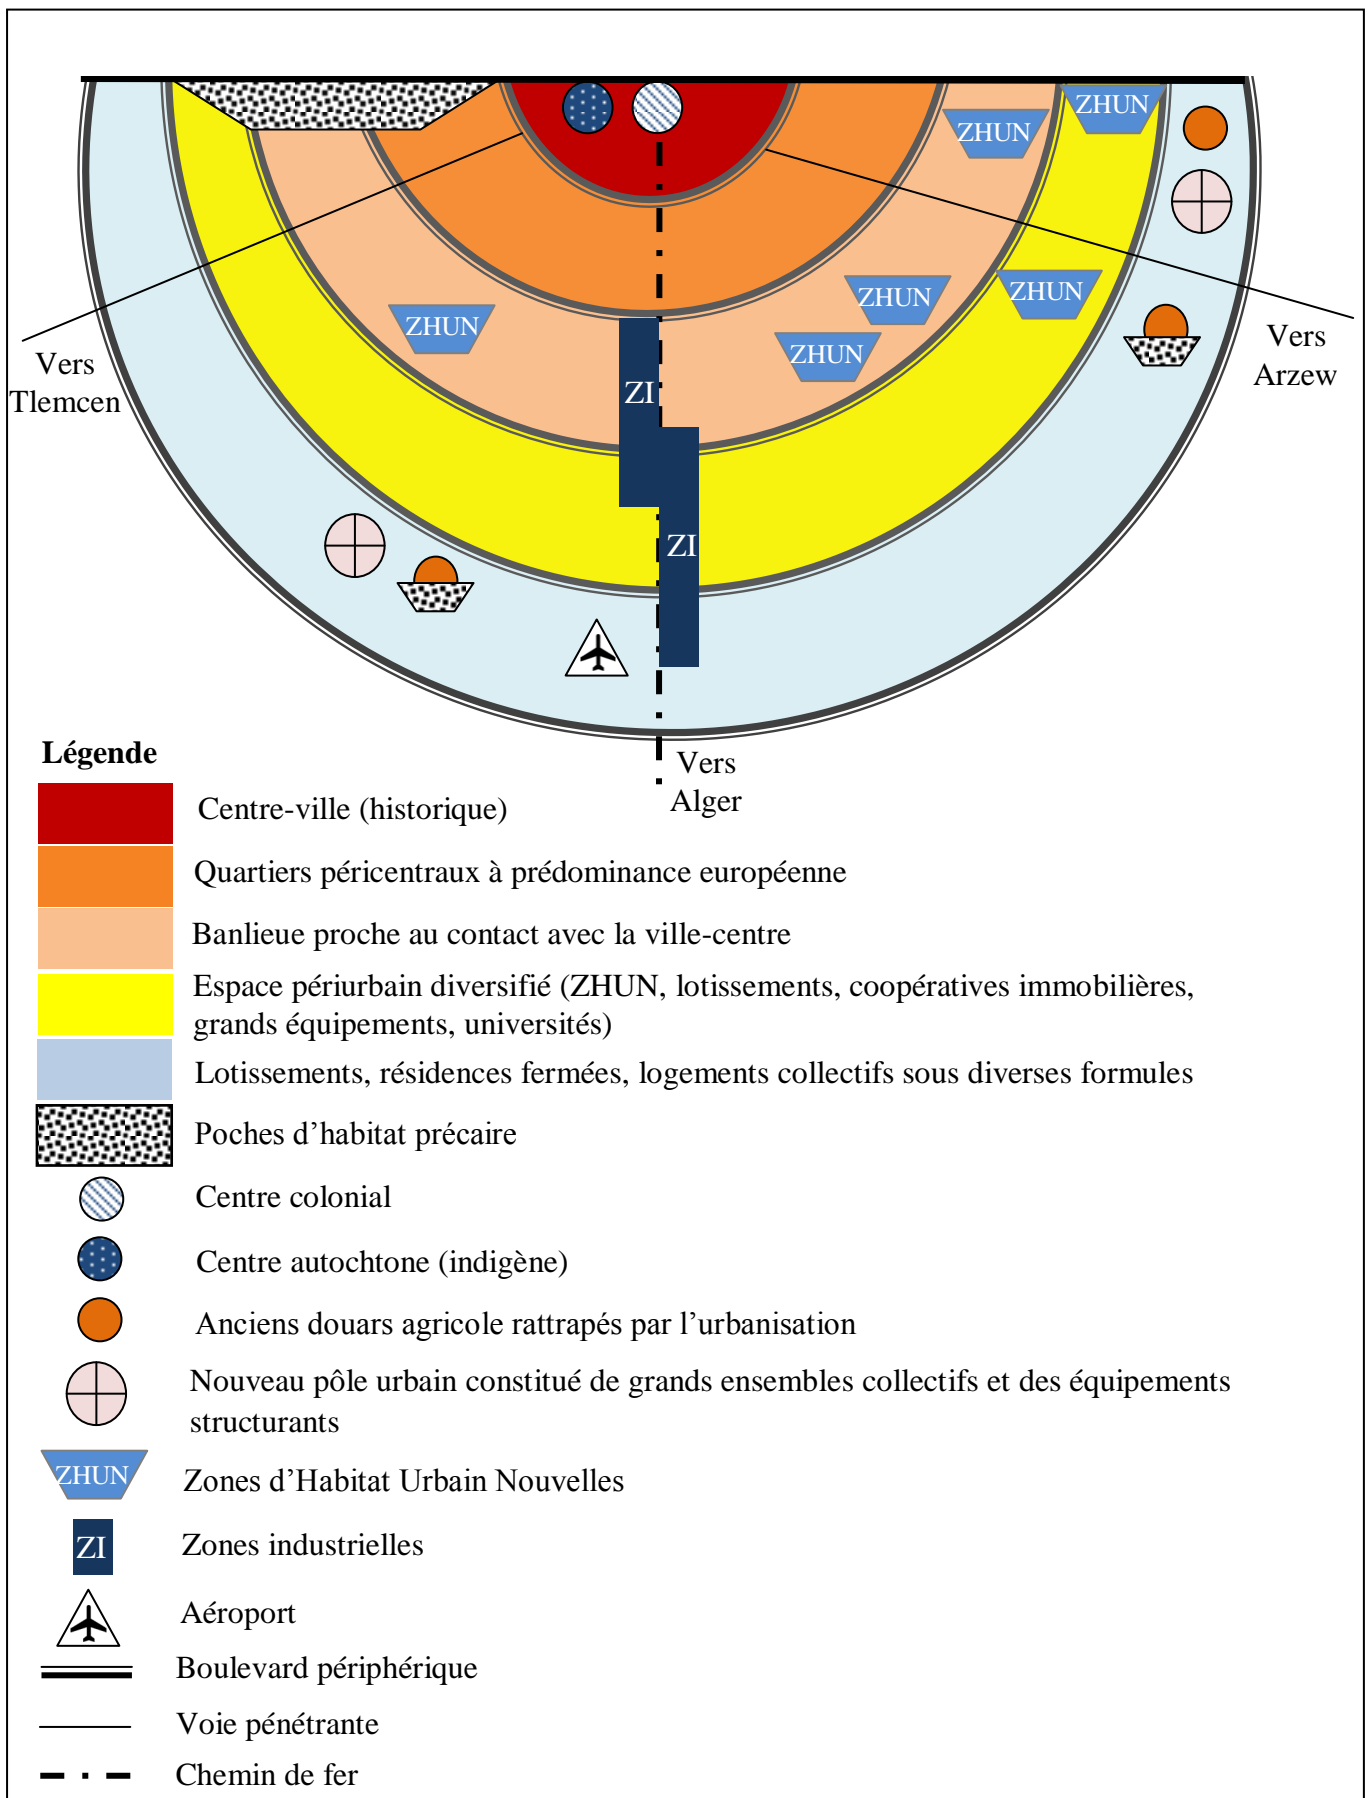 ZHUN
ZHUN
ZHUN
ZHUN
ZHUN
ZHUN
ZI
ZI
Vers
Tlemcen
Vers
Arzew
Vers
Alger
Légende
Centre-ville (historique)
Quartiers péricentraux à prédominance européenne
Banlieue proche au contact avec la ville-centre
Espace périurbain diversifié (ZHUN, lotissements, coopératives immobilières,
grands équipements, universités)
Lotissements, résidences fermées, logements collectifs sous diverses formules
Poches d’habitat précaire
Centre colonial
Centre autochtone (indigène)
Anciens douars agricole rattrapés par l’urbanisation
Nouveau pôle urbain constitué de grands ensembles collectifs et des équipements
structurants
ZHUN
Zones d’Habitat Urbain Nouvelles
ZI
Zones industrielles
Aéroport
Boulevard périphérique
Voie pénétrante
Chemin de fer